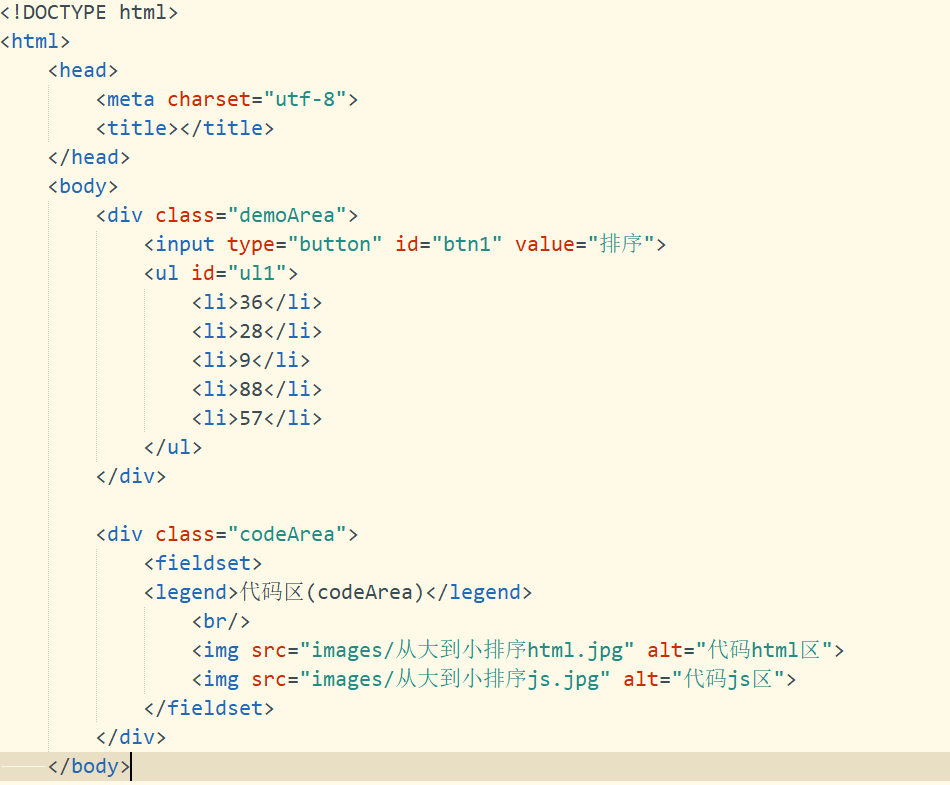 <!DOCTYPE html>
<html>
    <head>
        <meta charset="utf-8">
        <title></title>
    </head>
    <body>
        <div class="demoArea">
            <input type="button" id="btn1" value="排序">
            <ul id="ul1">
                <li>36</li>
                <li>28</li>
                <li>9</li>
                <li>88</li>
                <li>57</li>
            </ul>
        </div>

        <div class="codeArea">
            <fieldset>
            <legend>代码区(codeArea)</legend>
                <br/>
                <img src="images/从大到小排序html.jpg" alt="代码html区">
                <img src="images/从大到小排序js.jpg" alt="代码js区">
            </fieldset>
        </div>
    </body>